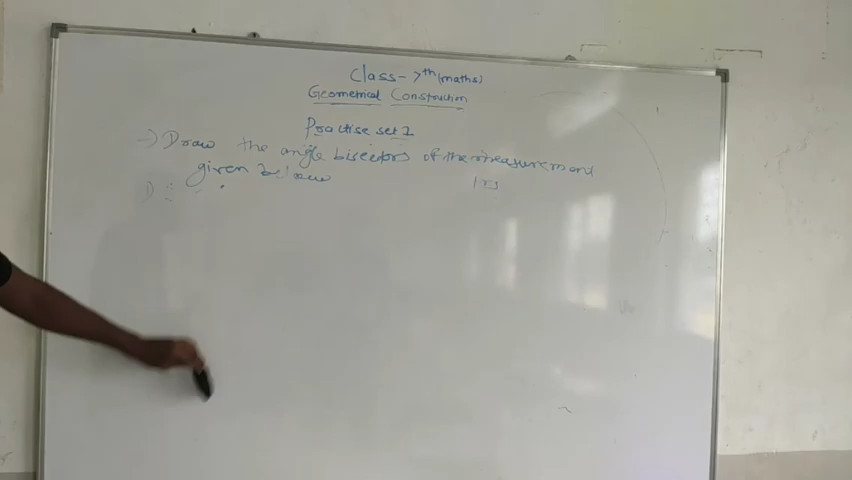 Class - 7th (maths)
Geometrical Construction
Practise set 1
→ Draw the angle bisectors of the measurement
given below